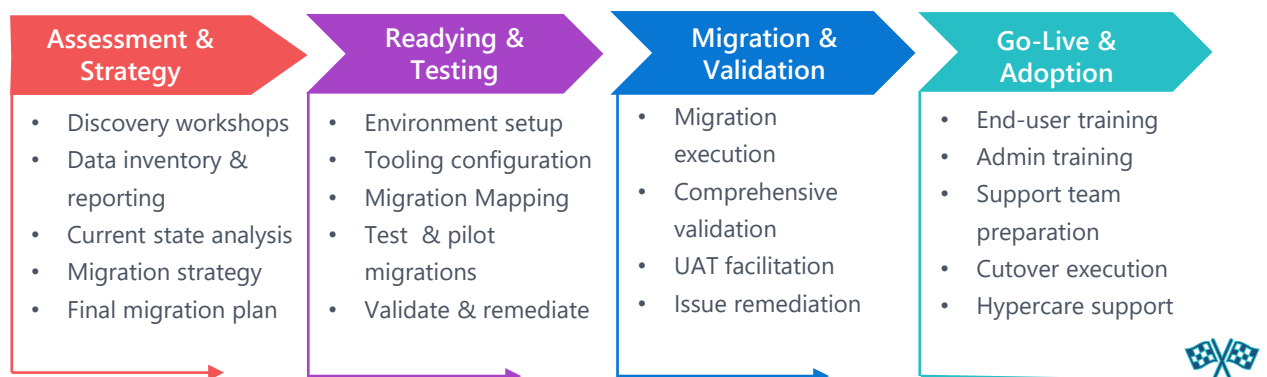 Assessment &
Strategy
• Discovery workshops
• Data inventory &
reporting
• Current state analysis
• Migration strategy
• Final migration plan
Readying &
Testing
• Environment setup
• Tooling configuration
• Migration Mapping
• Test & pilot
migrations
• Validate & remediate
Migration &
Validation
• Migration
execution
• Comprehensive
validation
• UAT facilitation
• Issue remediation
Go-Live &
Adoption
• End-user training
• Admin training
• Support team
preparation
• Cutover execution
• Hypercare support